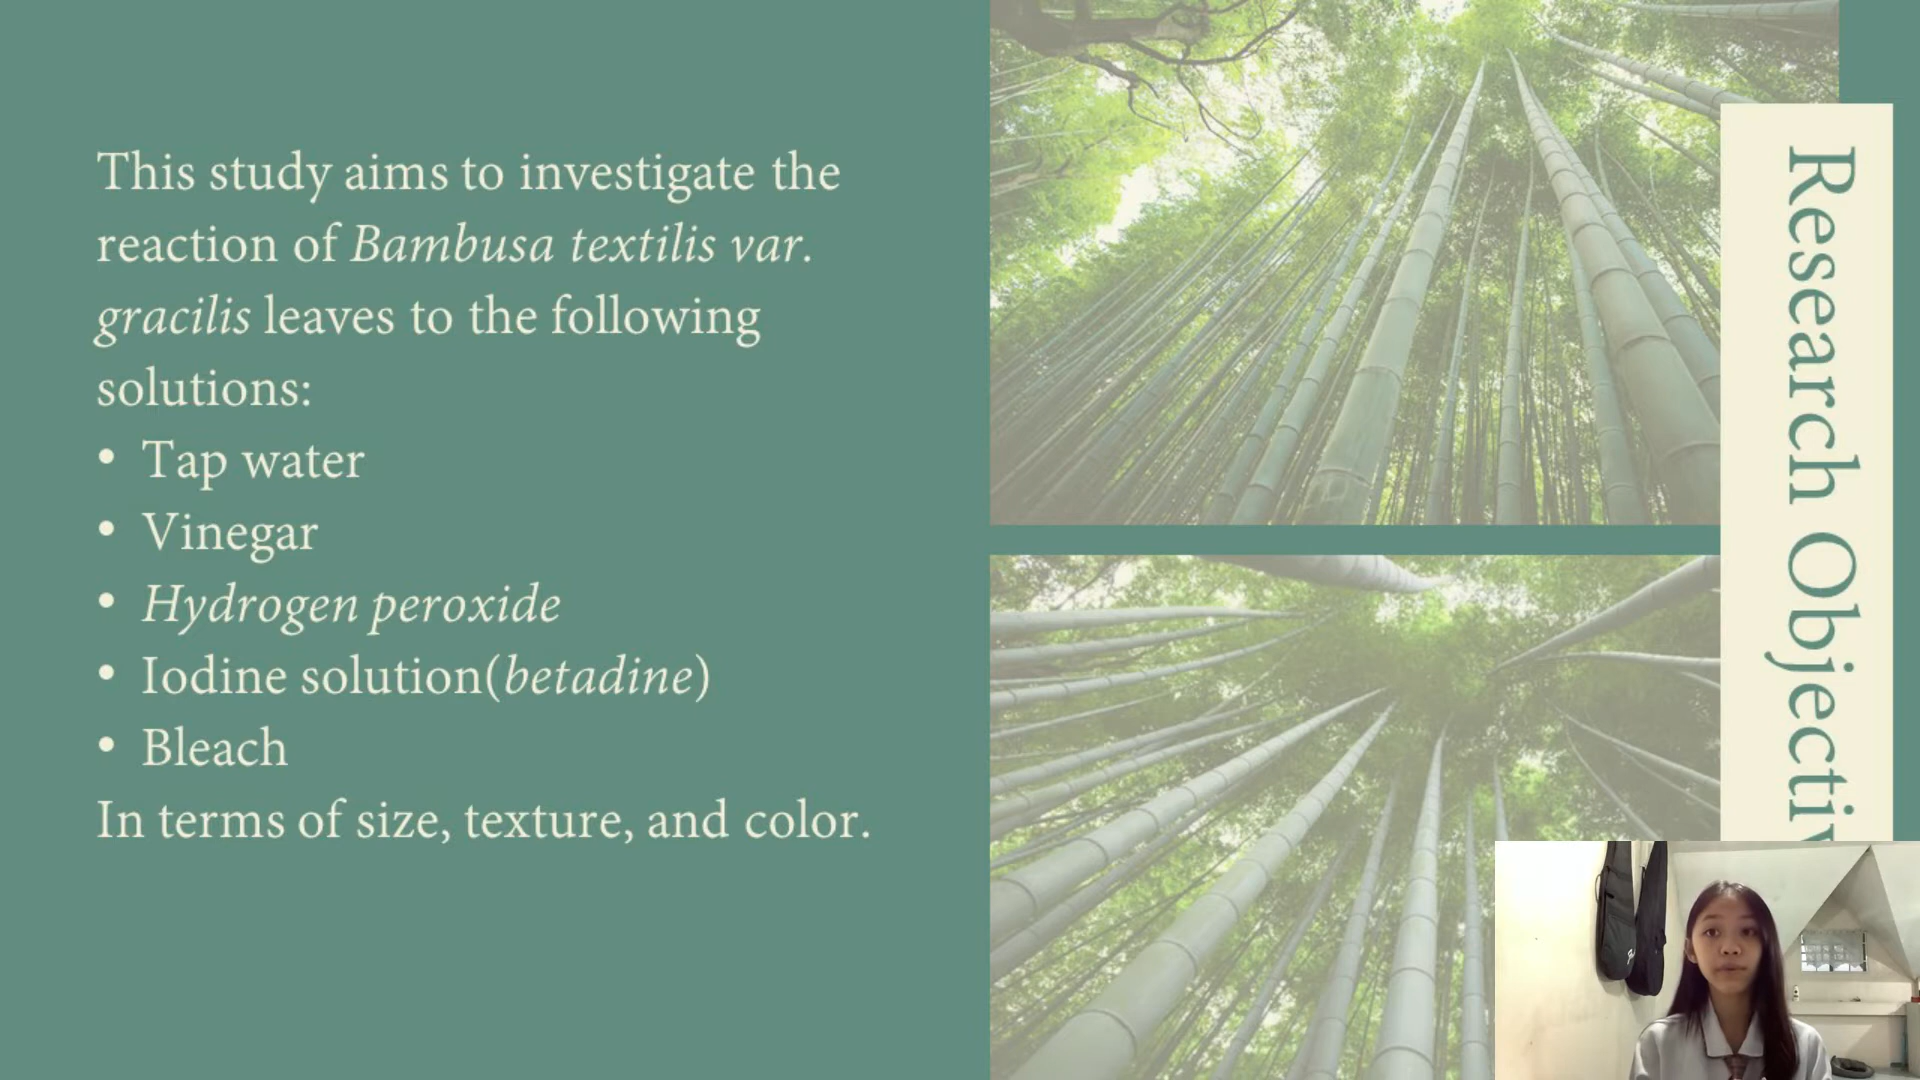 This study aims to investigate the
reaction of Bambusa textilis var.
gracilis leaves to the following
solutions:
• Tap water
• Vinegar
• Hydrogen peroxide
• Iodine solution(betadine)
• Bleach
In terms of size, texture, and color.
Research Objectiv